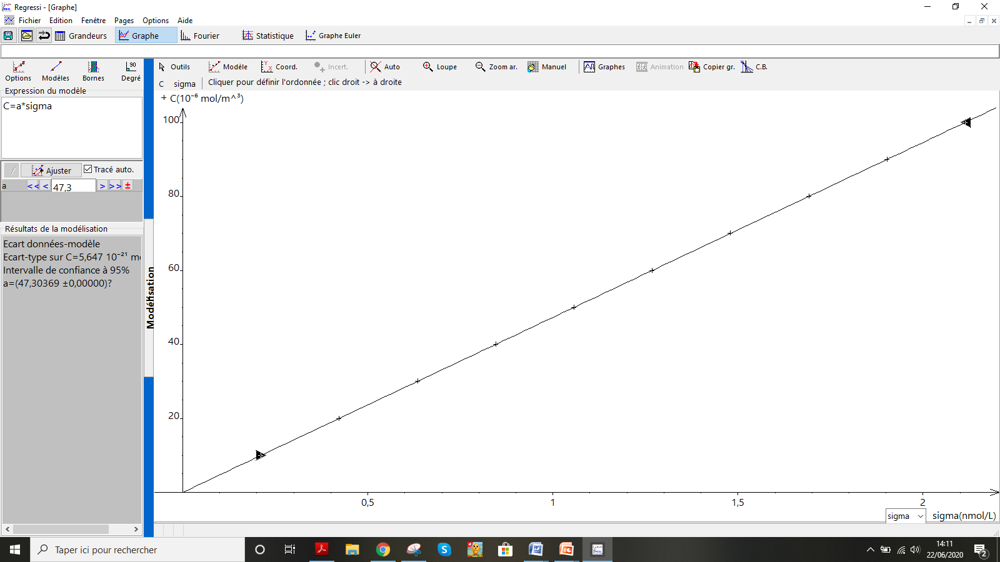 Regressi - [Graphe]
Fichier Edition Fenêtre Pages Options Aide
Grandeurs Graphe Fourier Statistique Graphe Euler
Options Modèles Bornes Degré
90
Outils Modèle Coord. Incert. Auto Loupe Zoom ar. Manuel Graphes Animation Copier gr. C.B.
C sigma Cliquer pour définir l'ordonnée ; clic droit -> à droite
Expression du modèle
C=a*sigma
Ajuster Tracé auto.
a << < 47,3 > >> ±
Résultats de la modélisation
Ecart données-modèle
Ecart-type sur C=5,647 10⁻²¹ m
Intervalle de confiance à 95%
a=(47,30369 ±0,00000)?
Modélisation
+ C(10⁻⁶ mol/m^³)
100
80
60
40
20
0,5 1 1,5 2
sigma sigma(nmol/L)
Taper ici pour rechercher
14:11
22/06/2020
2